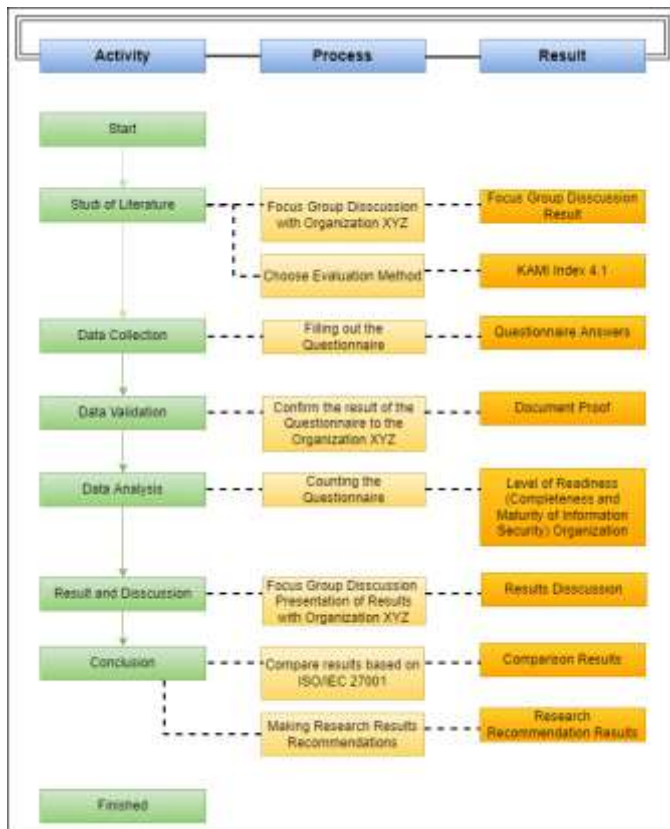 Activity
Process
Result
Start
Studi of Literature
Focus Group Disscussion
with Organization XYZ
Focus Group Disscussion
Result
Choose Evaluation Method
KAMI Index 4.1
Data Collection
Filling out the
Questionnaire
Questionnaire Answers
Data Validation
Confirm the result of the
Questionnaire to the
Organization XYZ
Document Proof
Data Analysis
Counting the
Questionnaire
Level of Readiness
(Completeness and
Maturity of Information
Security) Organization
Result and Disscussion
Focus Group Disscussion
Presentation of Results
with Organization XYZ
Results Disscussion
Conclusion
Compare results based on
ISO/IEC 27001
Comparison Results
Making Research Results
Recommendations
Research
Recommendation Results
Finished